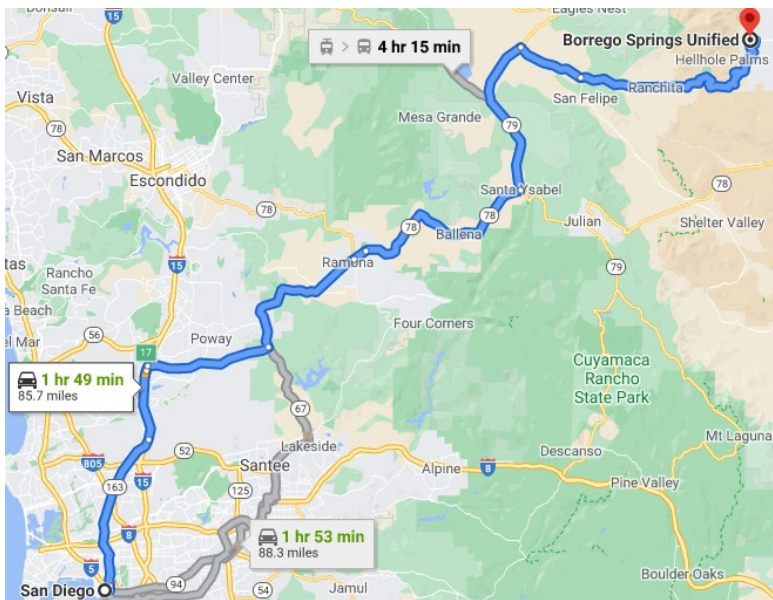 Bonsall
15
Eagles Nest
Borrego Springs Unified
4 hr 15 min
Hellhole Palms
Valley Center
Ranchita
San Felipe
Vista
78
Mesa Grande
79
San Marcos
Escondido
Santa Ysabel
78
78
78
78
Julian
Shelter Valley
Ballena
15
Ramona
79
Rancho
Santa Fe
a Beach
Four Corners
56
Poway
el Mar
17
Cuyamaca
Rancho
State Park
1 hr 49 min
85.7 miles
67
Mt Laguna
Lakeside
52
805
Santee
Descanso
Alpine
8
163
15
125
Pine Valley
8
1 hr 53 min
88.3 miles
5
Boulder Oaks
San Diego
94
54
Jamul